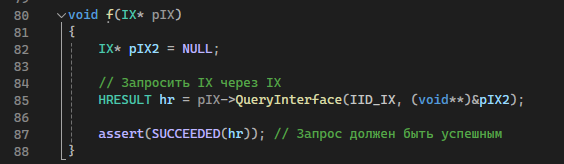 80 void f(IX* pIX)
81 {
82 IX* pIX2 = NULL;
83
84 // Запросить IX через IX
85 HRESULT hr = pIX->QueryInterface(IID_IX, (void**)&pIX2);
86
87 assert(SUCCEEDED(hr)); // Запрос должен быть успешным
88 }